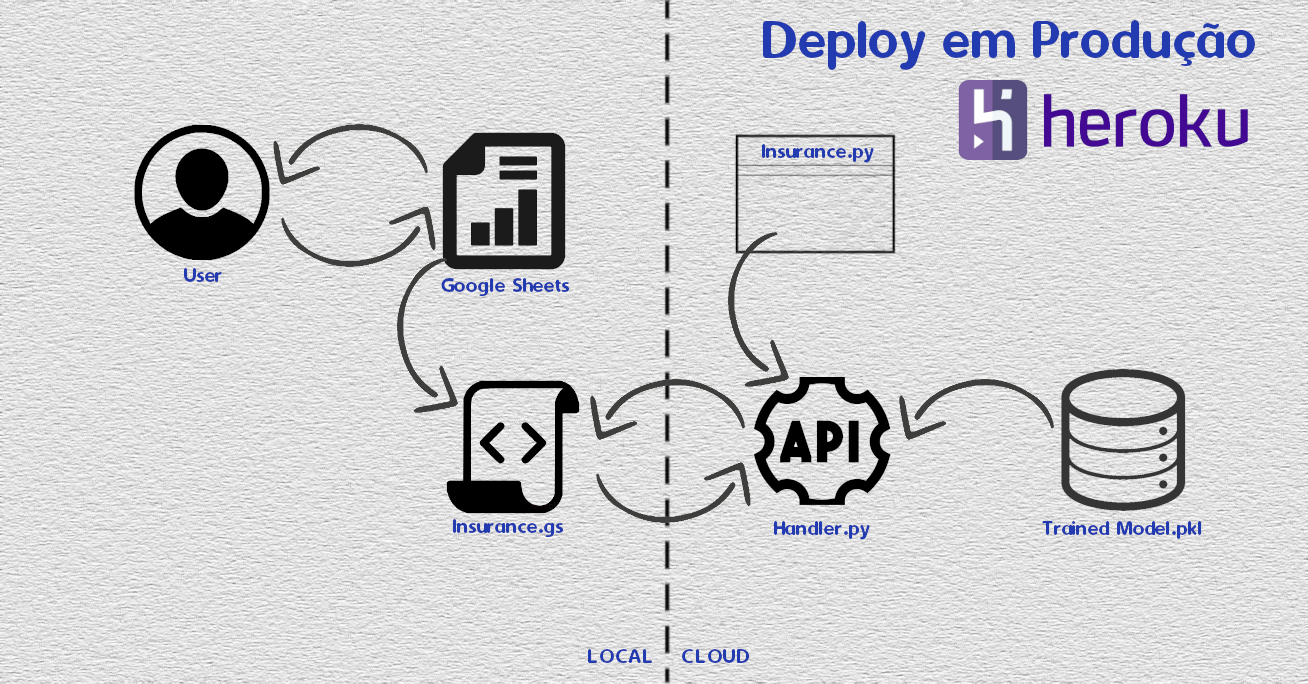 Deploy em Produção
heroku
Insurance.py
User
Google Sheets
API
Insurance.gs
Handler.py
Trained Model.pkl
LOCAL
CLOUD